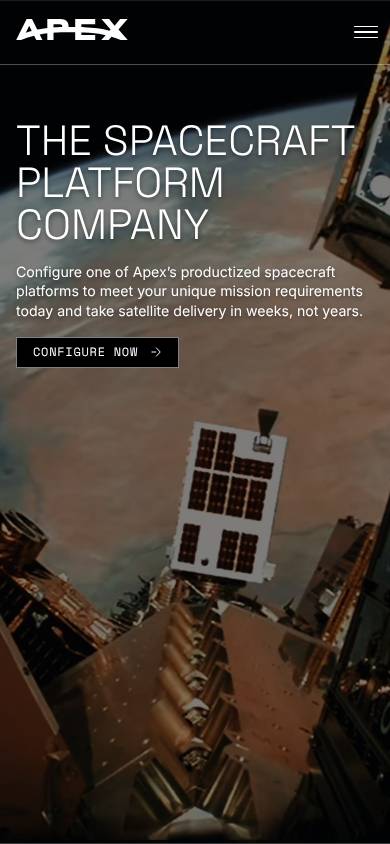 APEX
THE SPACECRAFT
PLATFORM
COMPANY
Configure one of Apex’s productized spacecraft
platforms to meet your unique mission requirements
today and take satellite delivery in weeks, not years.
CONFIGURE NOW →